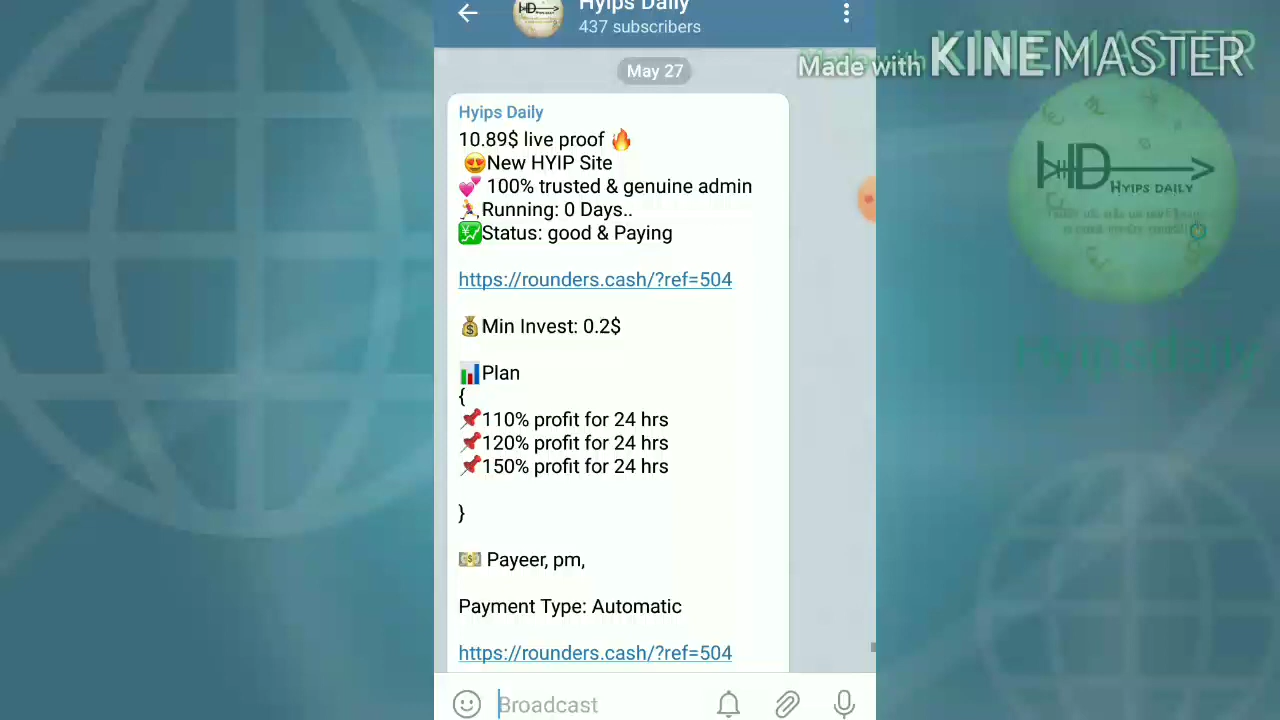 Hyips Daily
437 subscribers
Made with KINEMASTER
May 27
Hyips Daily
10.89$ live proof 🔥
😍New HYIP Site
💕 100% trusted & genuine admin
🏃Running: 0 Days..
💹Status: good & Paying
https://rounders.cash/?ref=504
💰Min Invest: 0.2$
📊Plan
{
📌110% profit for 24 hrs
📌120% profit for 24 hrs
📌150% profit for 24 hrs
}
💵 Payeer, pm,
Payment Type: Automatic
https://rounders.cash/?ref=504
Broadcast
HD
HYIPS DAILY
Hyipsdaily